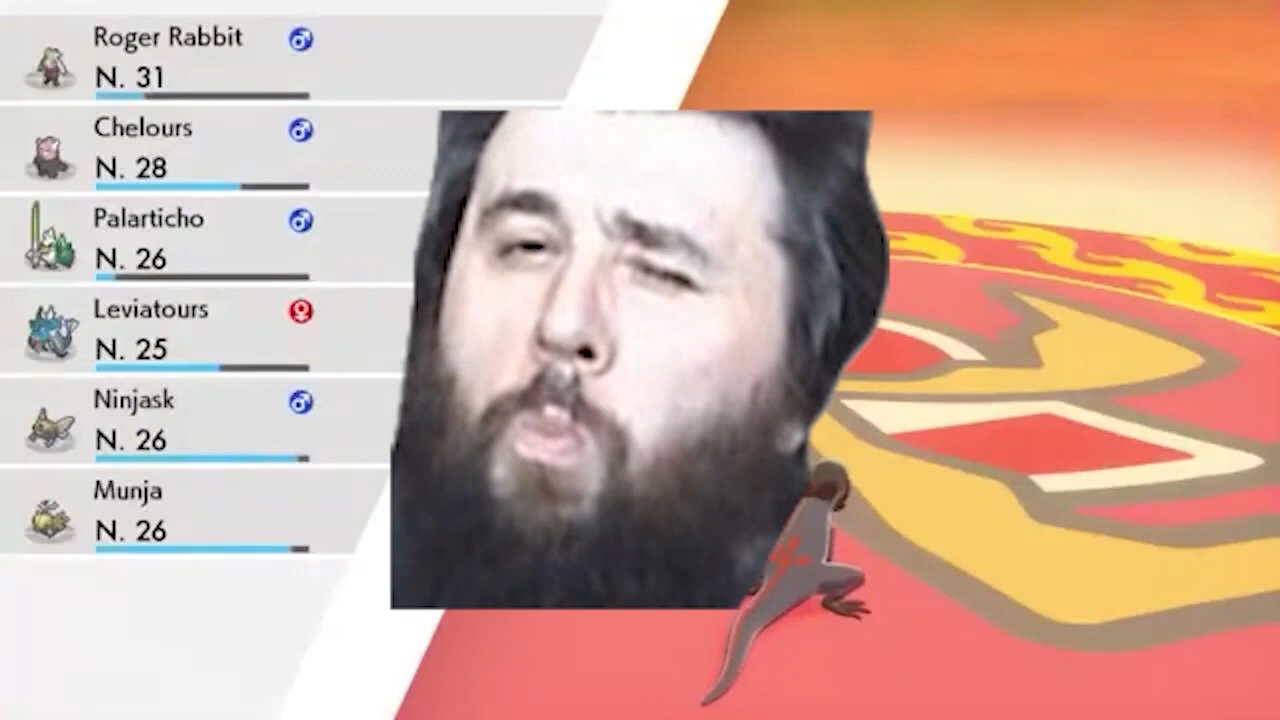 Roger Rabbit
N. 31
Chelours
N. 28
Palarticho
N. 26
Leviatours
N. 25
Ninjask
N. 26
Munja
N. 26